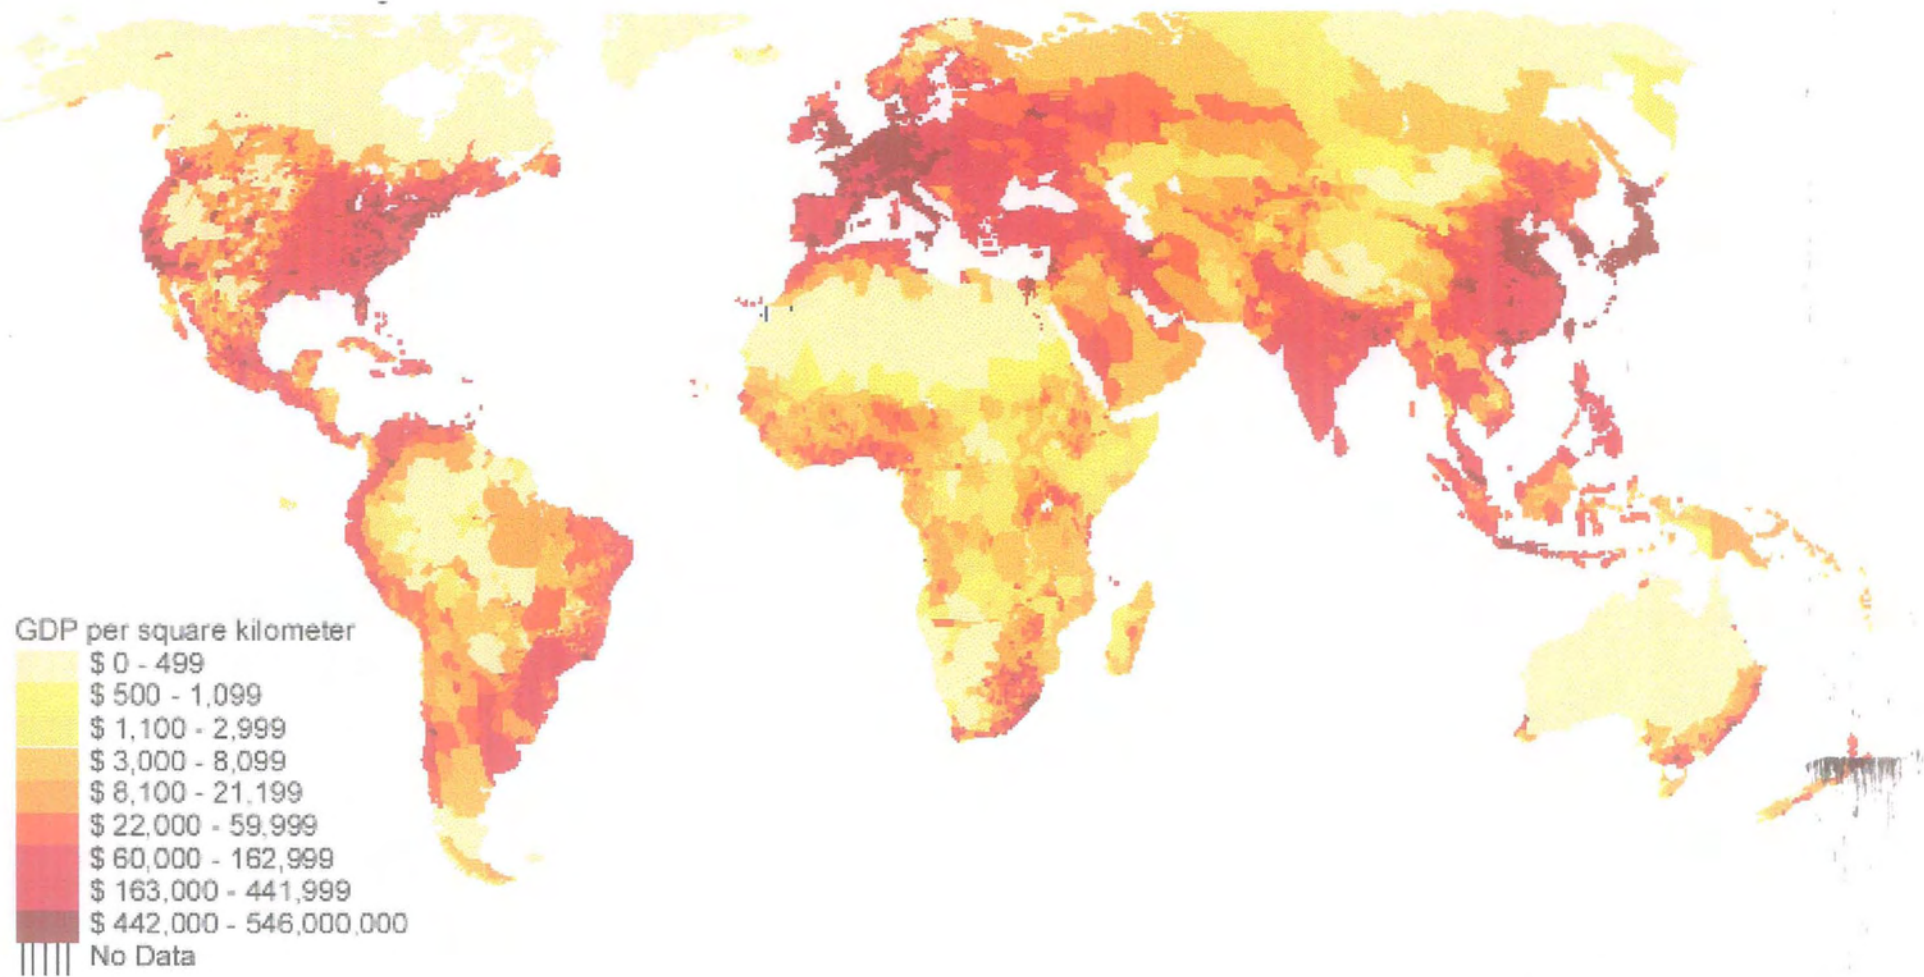 GDP per square kilometer
$ 0 - 499
$ 500 - 1,099
$ 1,100 - 2,999
$ 3,000 - 8,099
$ 8,100 - 21.199
$ 22,000 - 59,999
$ 60,000 - 162,999
$ 163,000 - 441,999
$ 442,000 - 546,000,000
No Data